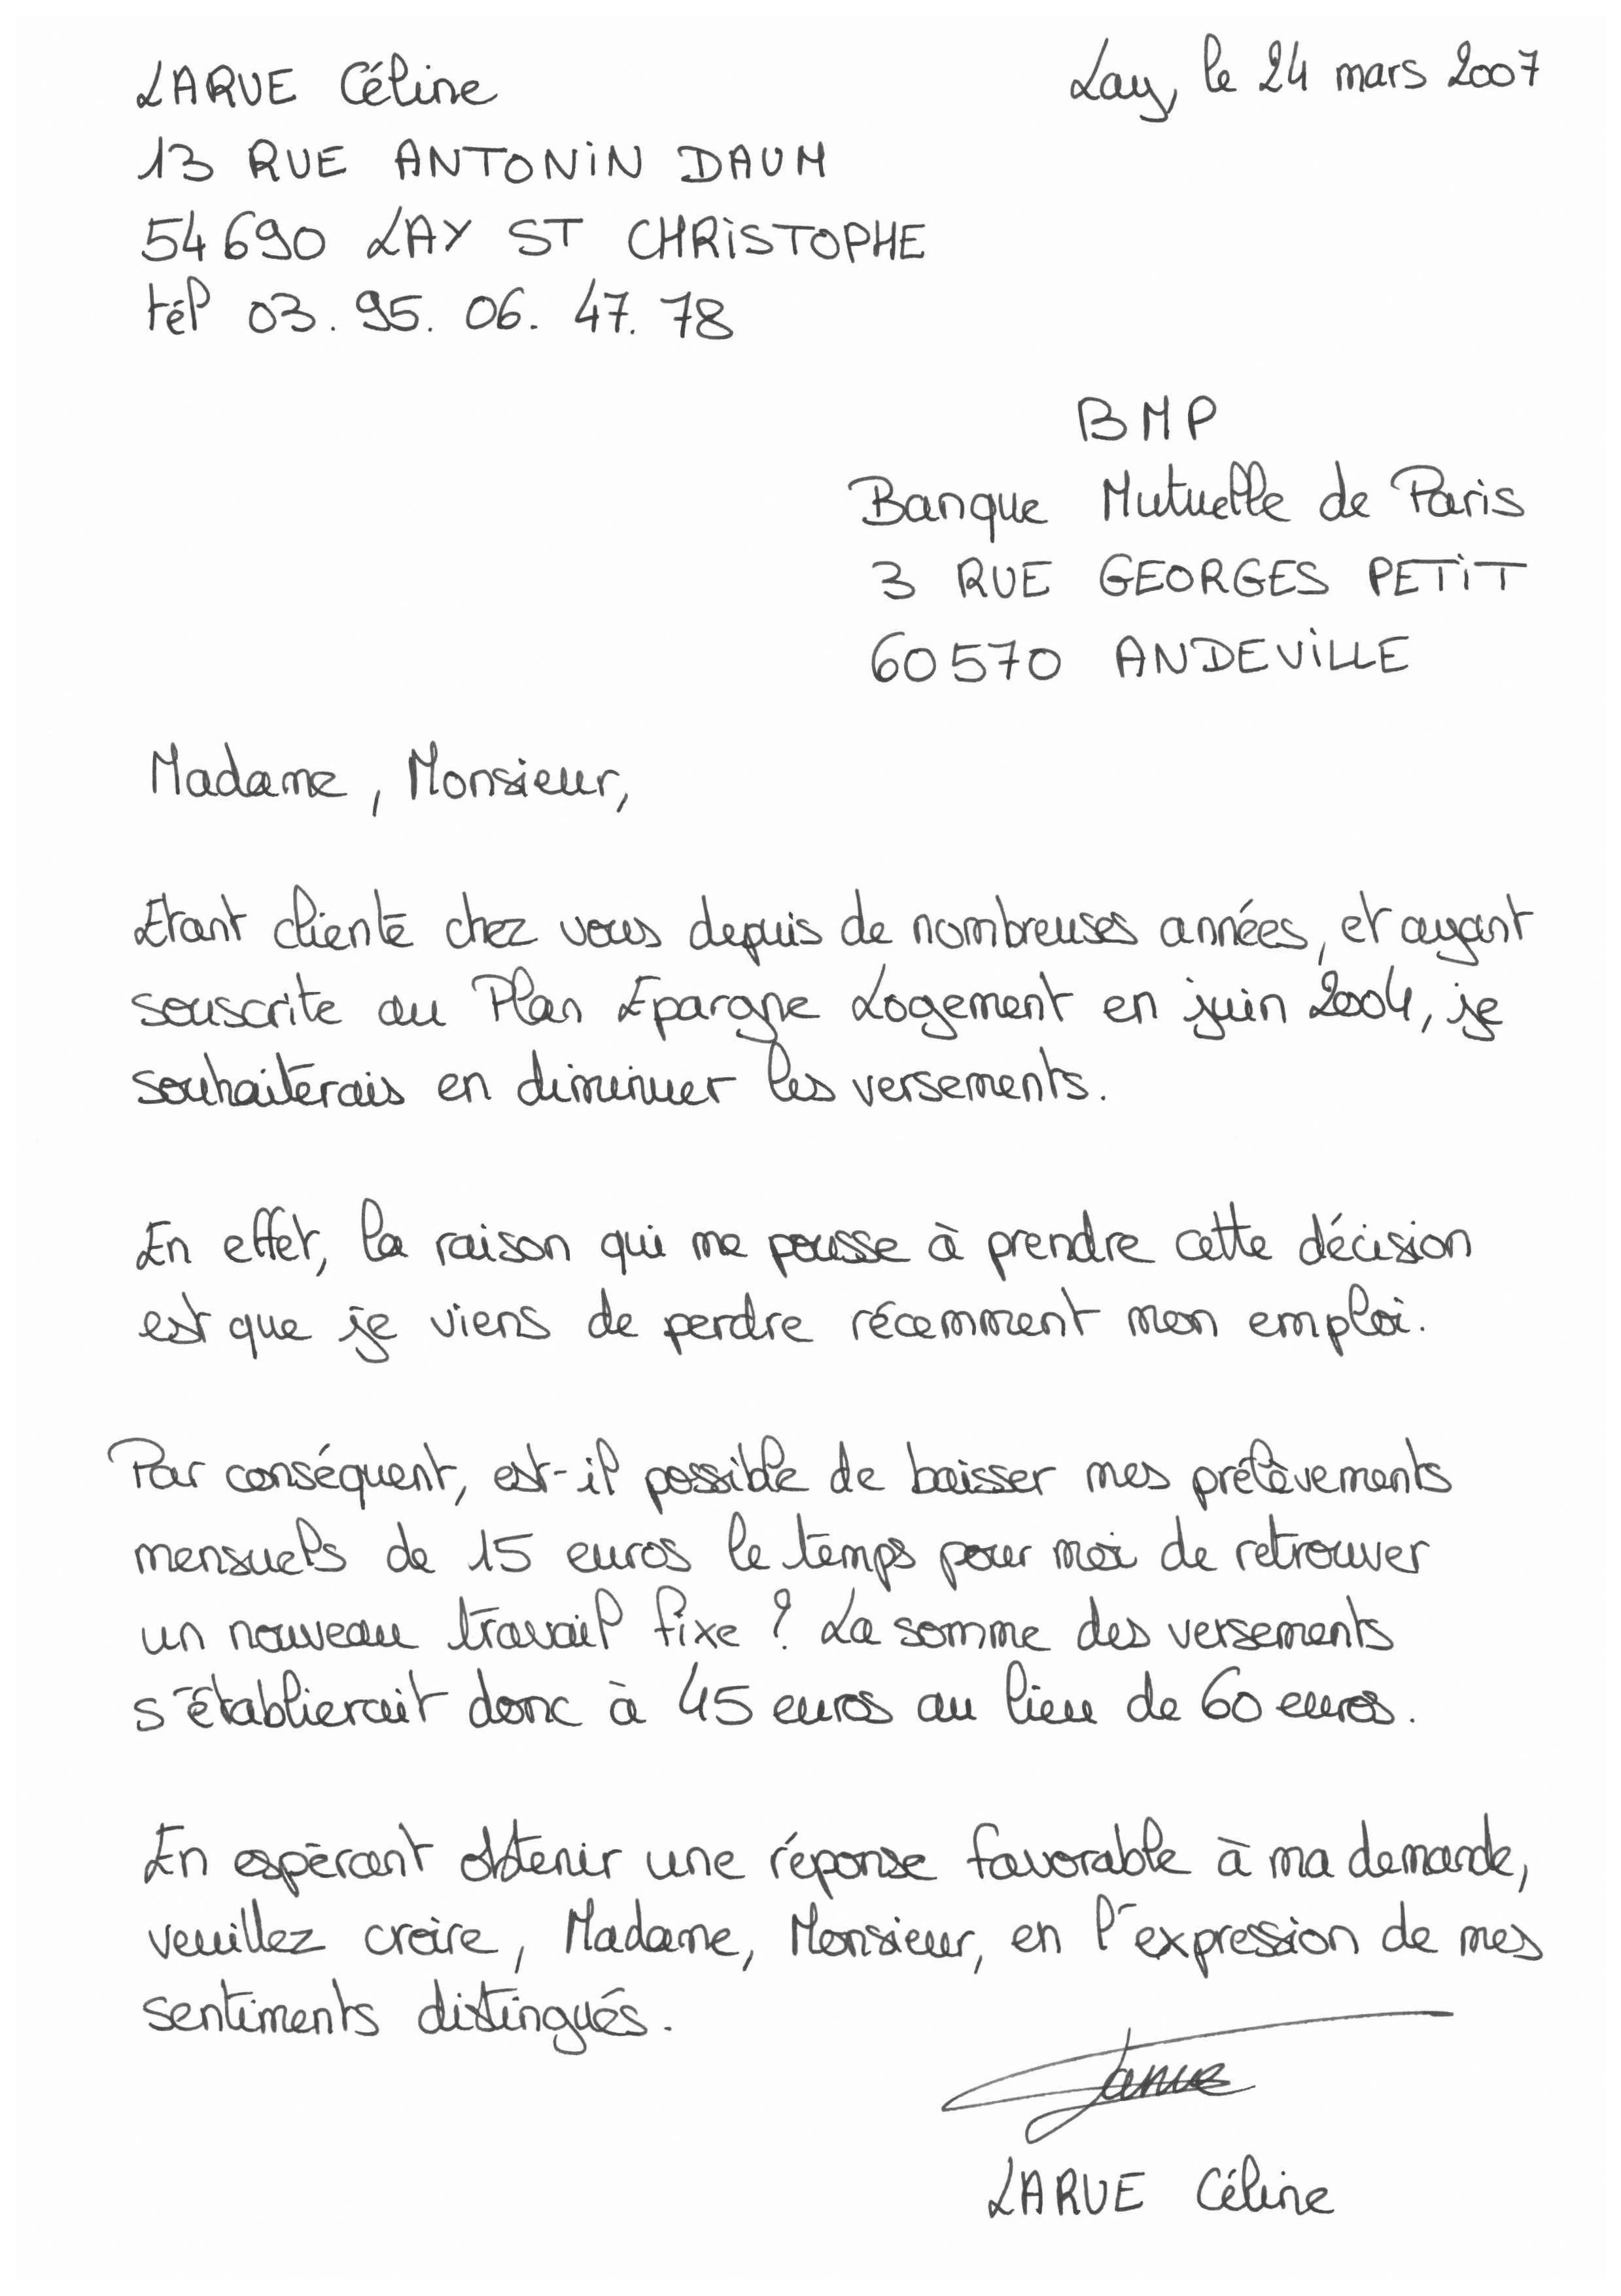 LARUE Céline
Lay, le 24 mars 2007
13 RUE ANTONIN DAUM
54690 LAY ST CHRISTOPHE
tél 03. 95. 06. 47. 78
BMP
Banque Mutuelle de Paris
3 RUE GEORGES PETIT
60570 ANDEVILLE
Madame, Monsieur,
Etant cliente chez vous depuis de nombreuses années, et ayant
souscrite au Plan Epargne Logement en juin 2004, je
souhaiterais en diminuer les versements.
En effet, la raison qui me pousse à prendre cette décision
est que je viens de perdre récemment mon emploi.
Par conséquent, est-il possible de baisser mes prélèvements
mensuels de 15 euros le temps pour moi de retrouver
un nouveau travail fixe ? La somme des versements
s'établierait donc à 45 euros au lieu de 60 euros.
En espérant obtenir une réponse favorable à ma demande,
veuillez croire, Madame, Monsieur, en l'expression de mes
sentiments distingués.
Larue
LARUE Céline